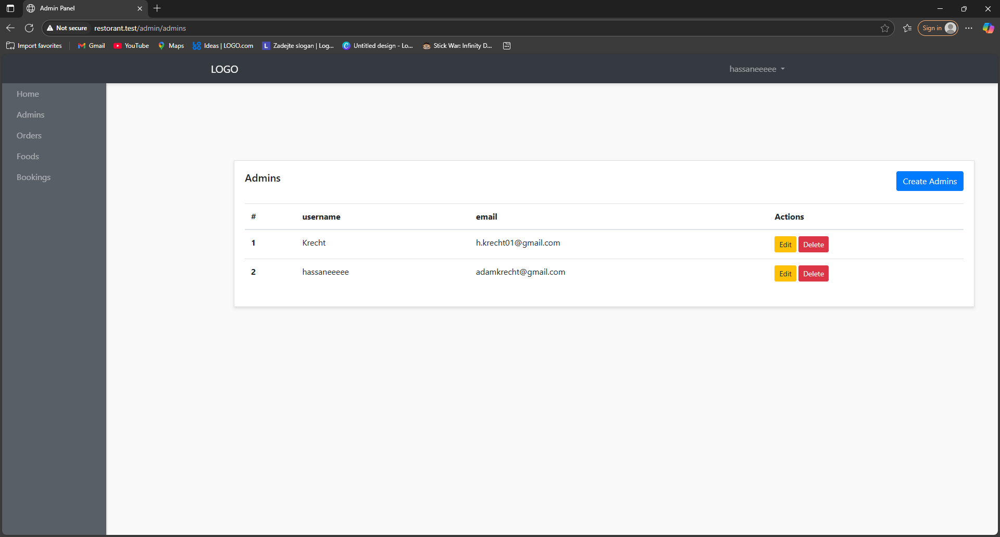 Admin Panel
Not secure restorant.test/admin/admins
Sign in
Import favorites
Gmail
YouTube
Maps
Ideas | LOGO.com
L Zadejte slogan | Log...
Untitled design - Lo...
Stick War: Infinity D...
LOGO
hassaneeeee
Home
Admins
Orders
Foods
Bookings
Admins
Create Admins
# username email Actions
1 Krecht h.krecht01@gmail.com Edit Delete
2 hassaneeeee adamkrecht@gmail.com Edit Delete